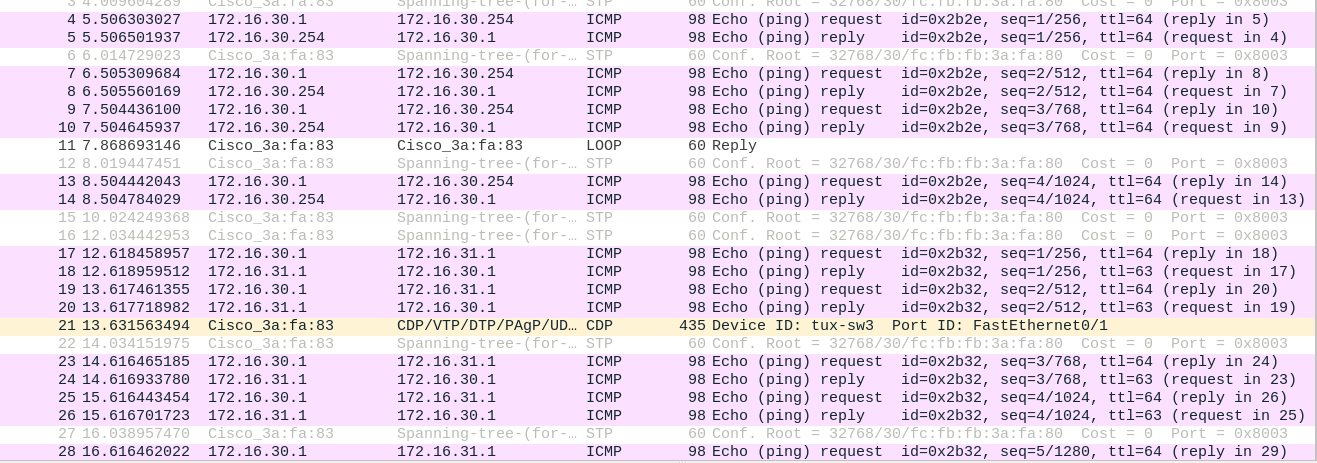 3 4.009604289 Cisco_3a:fa:83 Spanning-tree-(for-… STP 60 Conf. Root = 32768/30/fc:fb:fb:3a:fa:80 Cost = 0 Port = 0x8003
4 5.506303027 172.16.30.1 172.16.30.254 ICMP 98 Echo (ping) request id=0x2b2e, seq=1/256, ttl=64 (reply in 5)
5 5.506501937 172.16.30.254 172.16.30.1 ICMP 98 Echo (ping) reply id=0x2b2e, seq=1/256, ttl=64 (request in 4)
6 6.014729023 Cisco_3a:fa:83 Spanning-tree-(for-… STP 60 Conf. Root = 32768/30/fc:fb:fb:3a:fa:80 Cost = 0 Port = 0x8003
7 6.505309684 172.16.30.1 172.16.30.254 ICMP 98 Echo (ping) request id=0x2b2e, seq=2/512, ttl=64 (reply in 8)
8 6.505560169 172.16.30.254 172.16.30.1 ICMP 98 Echo (ping) reply id=0x2b2e, seq=2/512, ttl=64 (request in 7)
9 7.504436100 172.16.30.1 172.16.30.254 ICMP 98 Echo (ping) request id=0x2b2e, seq=3/768, ttl=64 (reply in 10)
10 7.504645937 172.16.30.254 172.16.30.1 ICMP 98 Echo (ping) reply id=0x2b2e, seq=3/768, ttl=64 (request in 9)
11 7.868693146 Cisco_3a:fa:83 Cisco_3a:fa:83 LOOP 60 Reply
12 8.019447451 Cisco_3a:fa:83 Spanning-tree-(for-… STP 60 Conf. Root = 32768/30/fc:fb:fb:3a:fa:80 Cost = 0 Port = 0x8003
13 8.504442043 172.16.30.1 172.16.30.254 ICMP 98 Echo (ping) request id=0x2b2e, seq=4/1024, ttl=64 (reply in 14)
14 8.504784029 172.16.30.254 172.16.30.1 ICMP 98 Echo (ping) reply id=0x2b2e, seq=4/1024, ttl=64 (request in 13)
15 10.024249368 Cisco_3a:fa:83 Spanning-tree-(for-… STP 60 Conf. Root = 32768/30/fc:fb:fb:3a:fa:80 Cost = 0 Port = 0x8003
16 12.034442953 Cisco_3a:fa:83 Spanning-tree-(for-… STP 60 Conf. Root = 32768/30/fc:fb:fb:3a:fa:80 Cost = 0 Port = 0x8003
17 12.618458957 172.16.30.1 172.16.31.1 ICMP 98 Echo (ping) request id=0x2b32, seq=1/256, ttl=64 (reply in 18)
18 12.618959512 172.16.31.1 172.16.30.1 ICMP 98 Echo (ping) reply id=0x2b32, seq=1/256, ttl=63 (request in 17)
19 13.617461355 172.16.30.1 172.16.31.1 ICMP 98 Echo (ping) request id=0x2b32, seq=2/512, ttl=64 (reply in 20)
20 13.617718982 172.16.31.1 172.16.30.1 ICMP 98 Echo (ping) reply id=0x2b32, seq=2/512, ttl=63 (request in 19)
21 13.631563494 Cisco_3a:fa:83 CDP/VTP/DTP/PAgP/UD… CDP 435 Device ID: tux-sw3 Port ID: FastEthernet0/1
22 14.034151975 Cisco_3a:fa:83 Spanning-tree-(for-… STP 60 Conf. Root = 32768/30/fc:fb:fb:3a:fa:80 Cost = 0 Port = 0x8003
23 14.616465185 172.16.30.1 172.16.31.1 ICMP 98 Echo (ping) request id=0x2b32, seq=3/768, ttl=64 (reply in 24)
24 14.616933780 172.16.31.1 172.16.30.1 ICMP 98 Echo (ping) reply id=0x2b32, seq=3/768, ttl=63 (request in 23)
25 15.616443454 172.16.30.1 172.16.31.1 ICMP 98 Echo (ping) request id=0x2b32, seq=4/1024, ttl=64 (reply in 26)
26 15.616701723 172.16.31.1 172.16.30.1 ICMP 98 Echo (ping) reply id=0x2b32, seq=4/1024, ttl=63 (request in 25)
27 16.038957470 Cisco_3a:fa:83 Spanning-tree-(for-… STP 60 Conf. Root = 32768/30/fc:fb:fb:3a:fa:80 Cost = 0 Port = 0x8003
28 16.616462022 172.16.30.1 172.16.31.1 ICMP 98 Echo (ping) request id=0x2b32, seq=5/1280, ttl=64 (reply in 29)